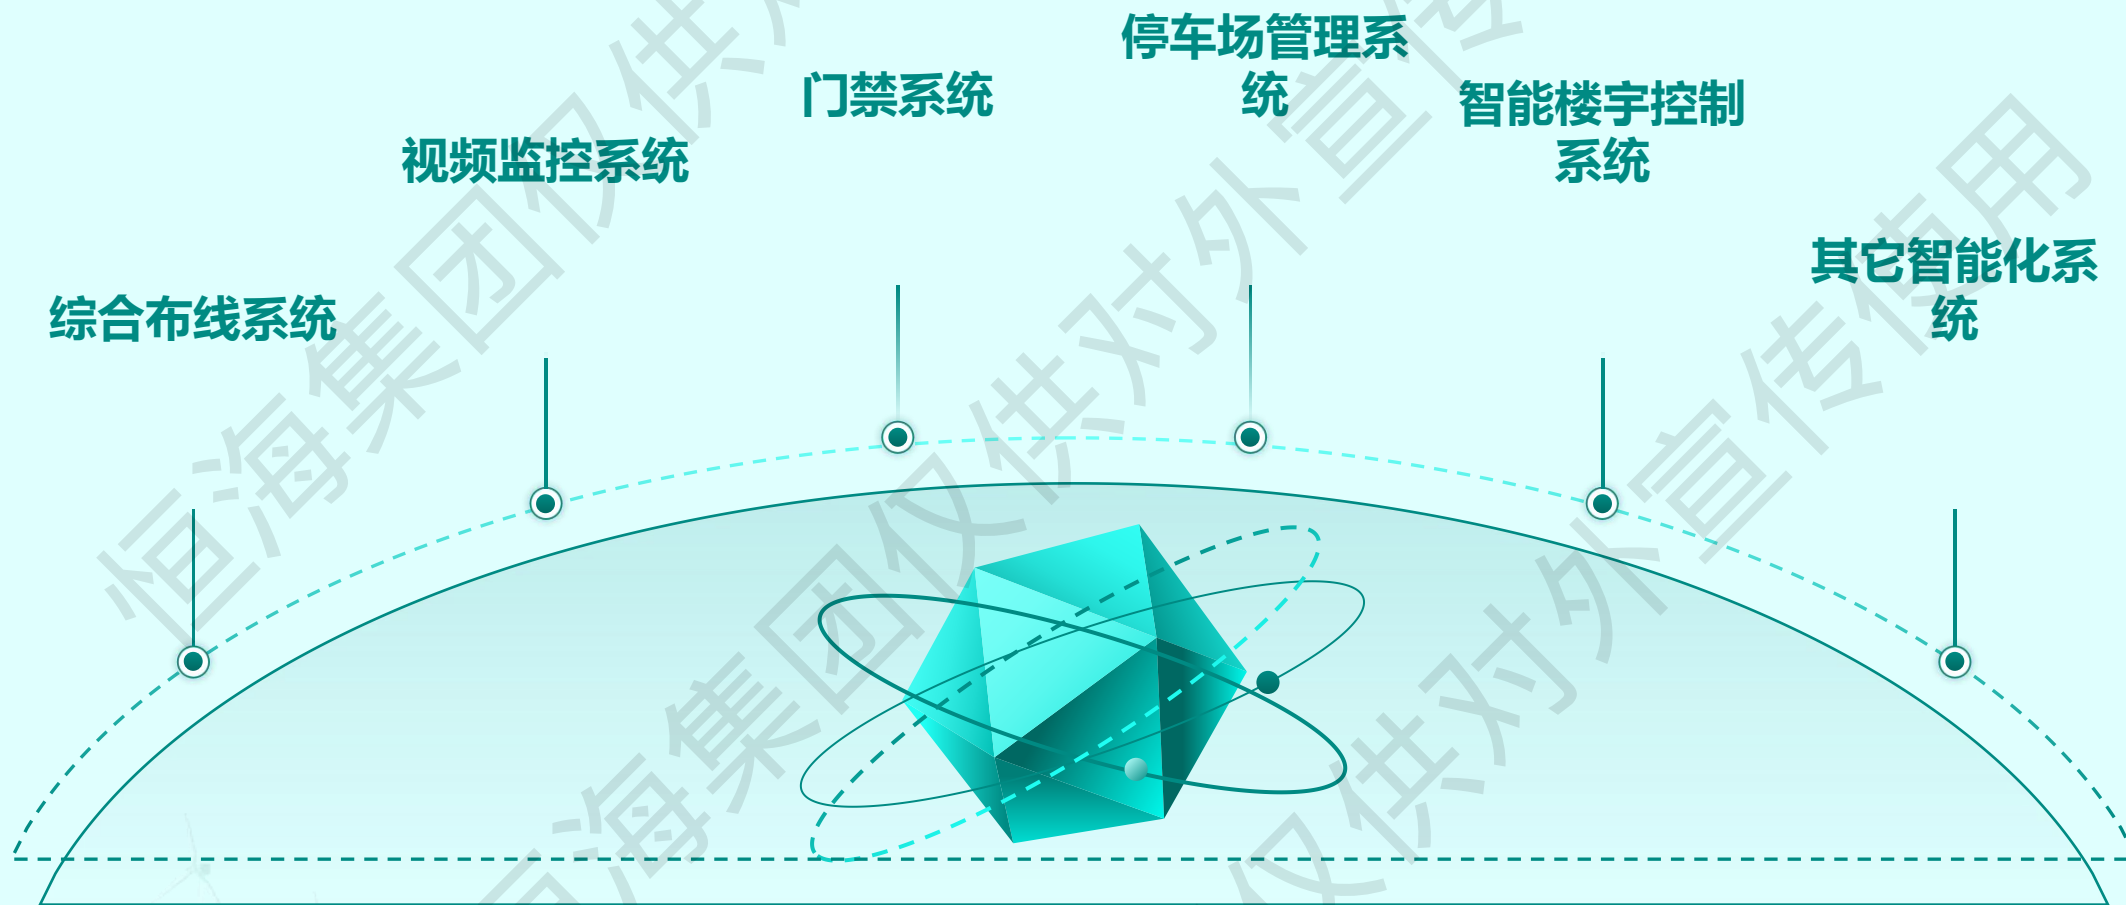 综合布线系统
视频监控系统
门禁系统
停车场管理系
统
智能楼宇控制
系统
其它智能化系
统
恒海集团仅供对
恒海集团仅供对外宣传
仅供对外宣传使用